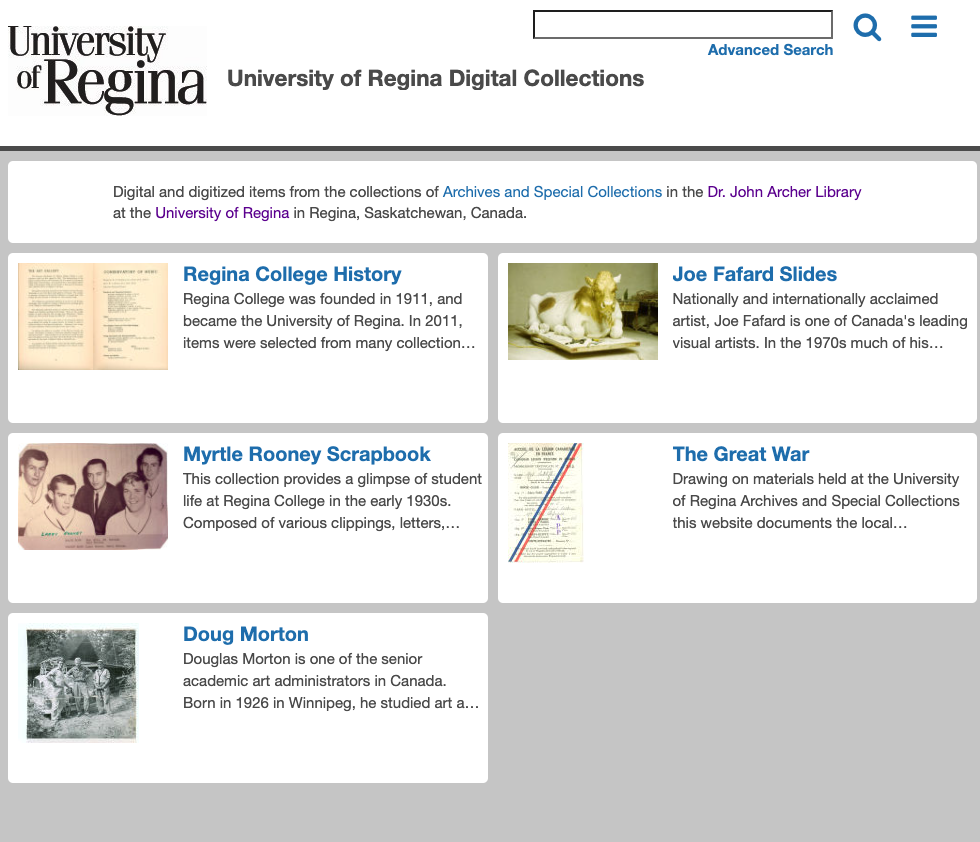 University
of Regina
Advanced Search
University of Regina Digital Collections
Digital and digitized items from the collections of Archives and Special Collections in the Dr. John Archer Library
at the University of Regina in Regina, Saskatchewan, Canada.
THE ART GALLERY
CONSERVATORY OF MUSIC
Regina College History
Regina College was founded in 1911, and
became the University of Regina. In 2011,
items were selected from many collection…
Joe Fafard Slides
Nationally and internationally acclaimed
artist, Joe Fafard is one of Canada's leading
visual artists. In the 1970s much of his…
Myrtle Rooney Scrapbook
This collection provides a glimpse of student
life at Regina College in the early 1930s.
Composed of various clippings, letters,…
The Great War
Drawing on materials held at the University
of Regina Archives and Special Collections
this website documents the local…
Doug Morton
Douglas Morton is one of the senior
academic art administrators in Canada.
Born in 1926 in Winnipeg, he studied art a…